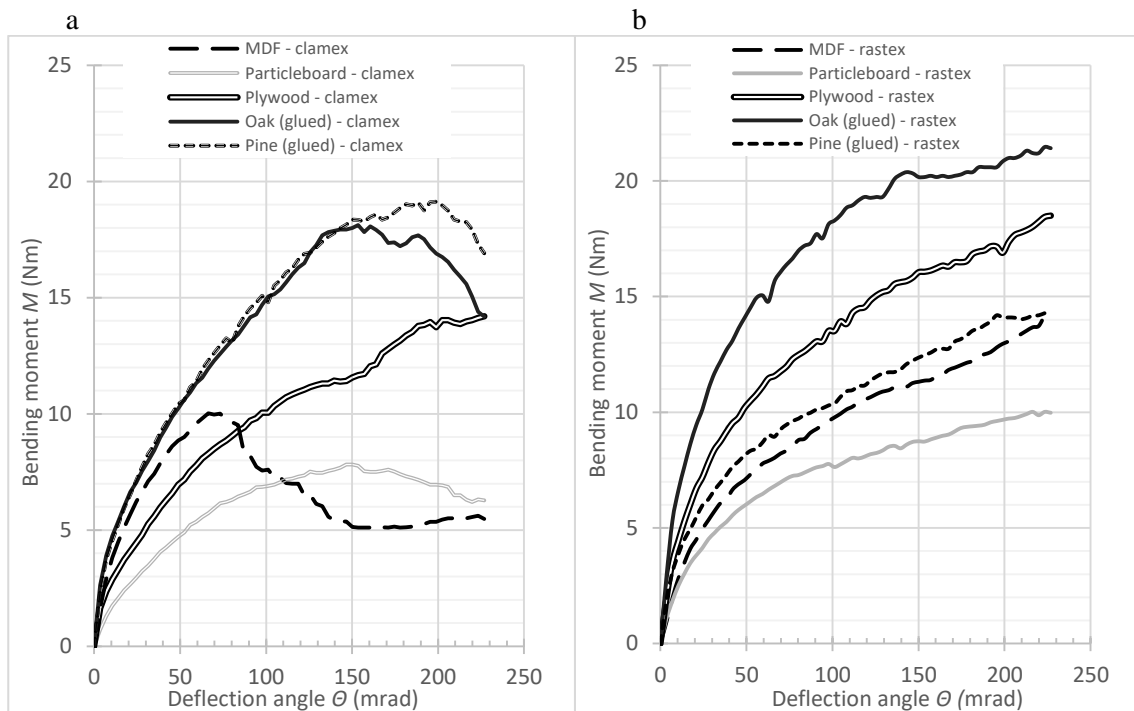 a
MDF - clamex
Particleboard - clamex
Plywood - clamex
Oak (glued) - clamex
Pine (glued) - clamex
25
20
15
10
5
0
Bending moment M (Nm)
0 50 100 150 200 250
Deflection angle Θ (mrad)
b
MDF - rastex
Particleboard - rastex
Plywood - rastex
Oak (glued) - rastex
Pine (glued) - rastex
25
20
15
10
5
0
Bending moment M (Nm)
0 50 100 150 200 250
Deflection angle Θ (mrad)